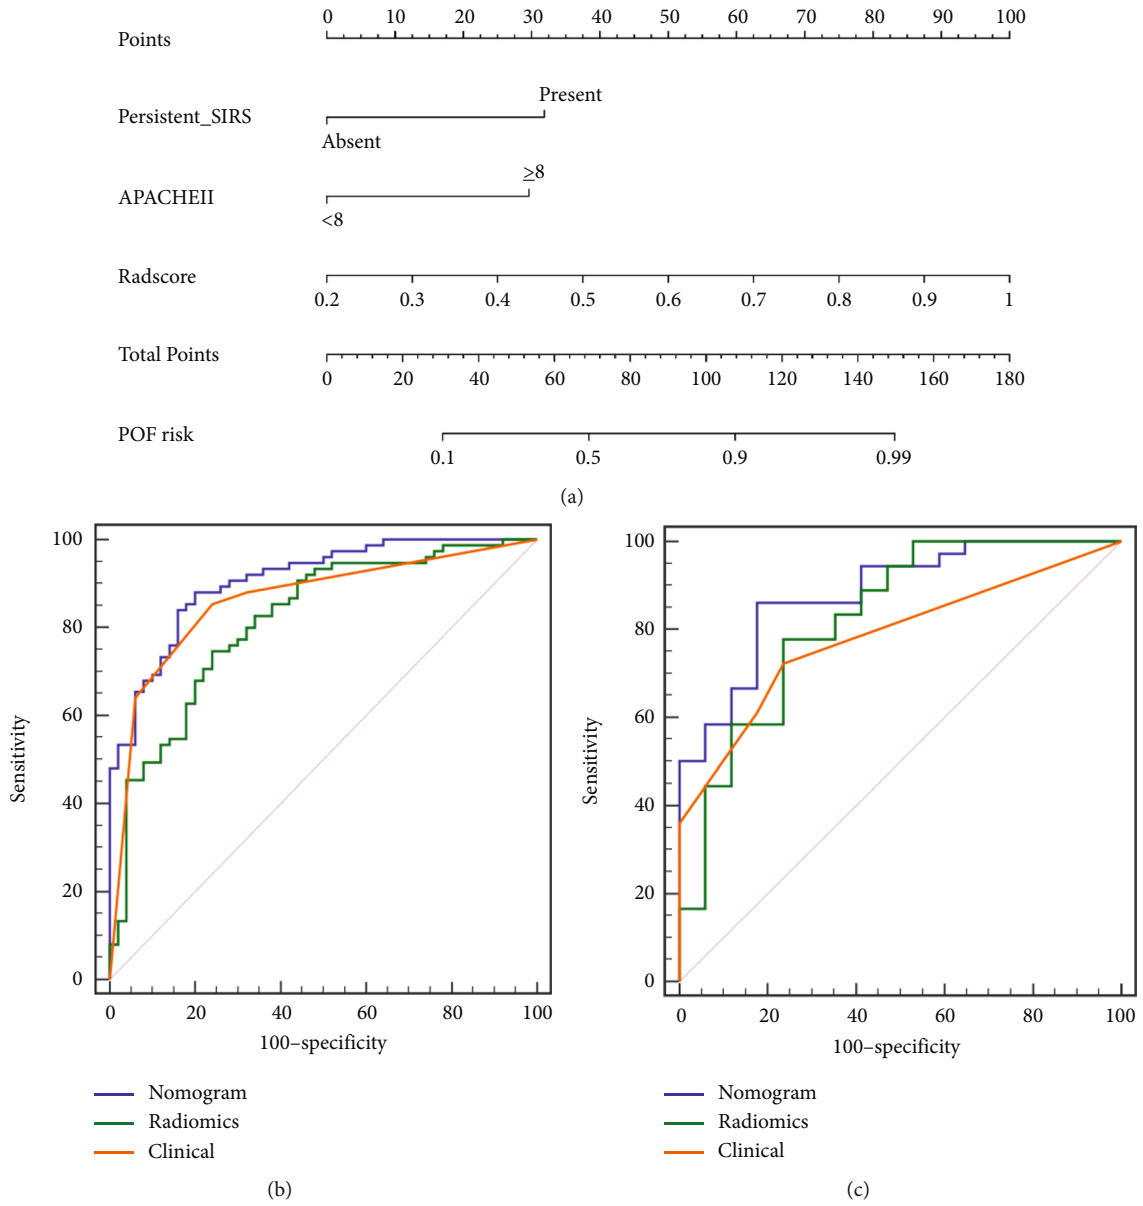 0 10 20 30 40 50 60 70 80 90 100
Points
Present
Persistent_SIRS
Absent
≥8
APACHEII
<8
Radscore
0.2 0.3 0.4 0.5 0.6 0.7 0.8 0.9 1
Total Points
0 20 40 60 80 100 120 140 160 180
POF risk
0.1 0.5 0.9 0.99
(a)
100
80
60
40
20
0
Sensitivity
0 20 40 60 80 100
100–specificity
Nomogram
Radiomics
Clinical
(b)
100
80
60
40
20
0
Sensitivity
0 20 40 60 80 100
100–specificity
Nomogram
Radiomics
Clinical
(c)